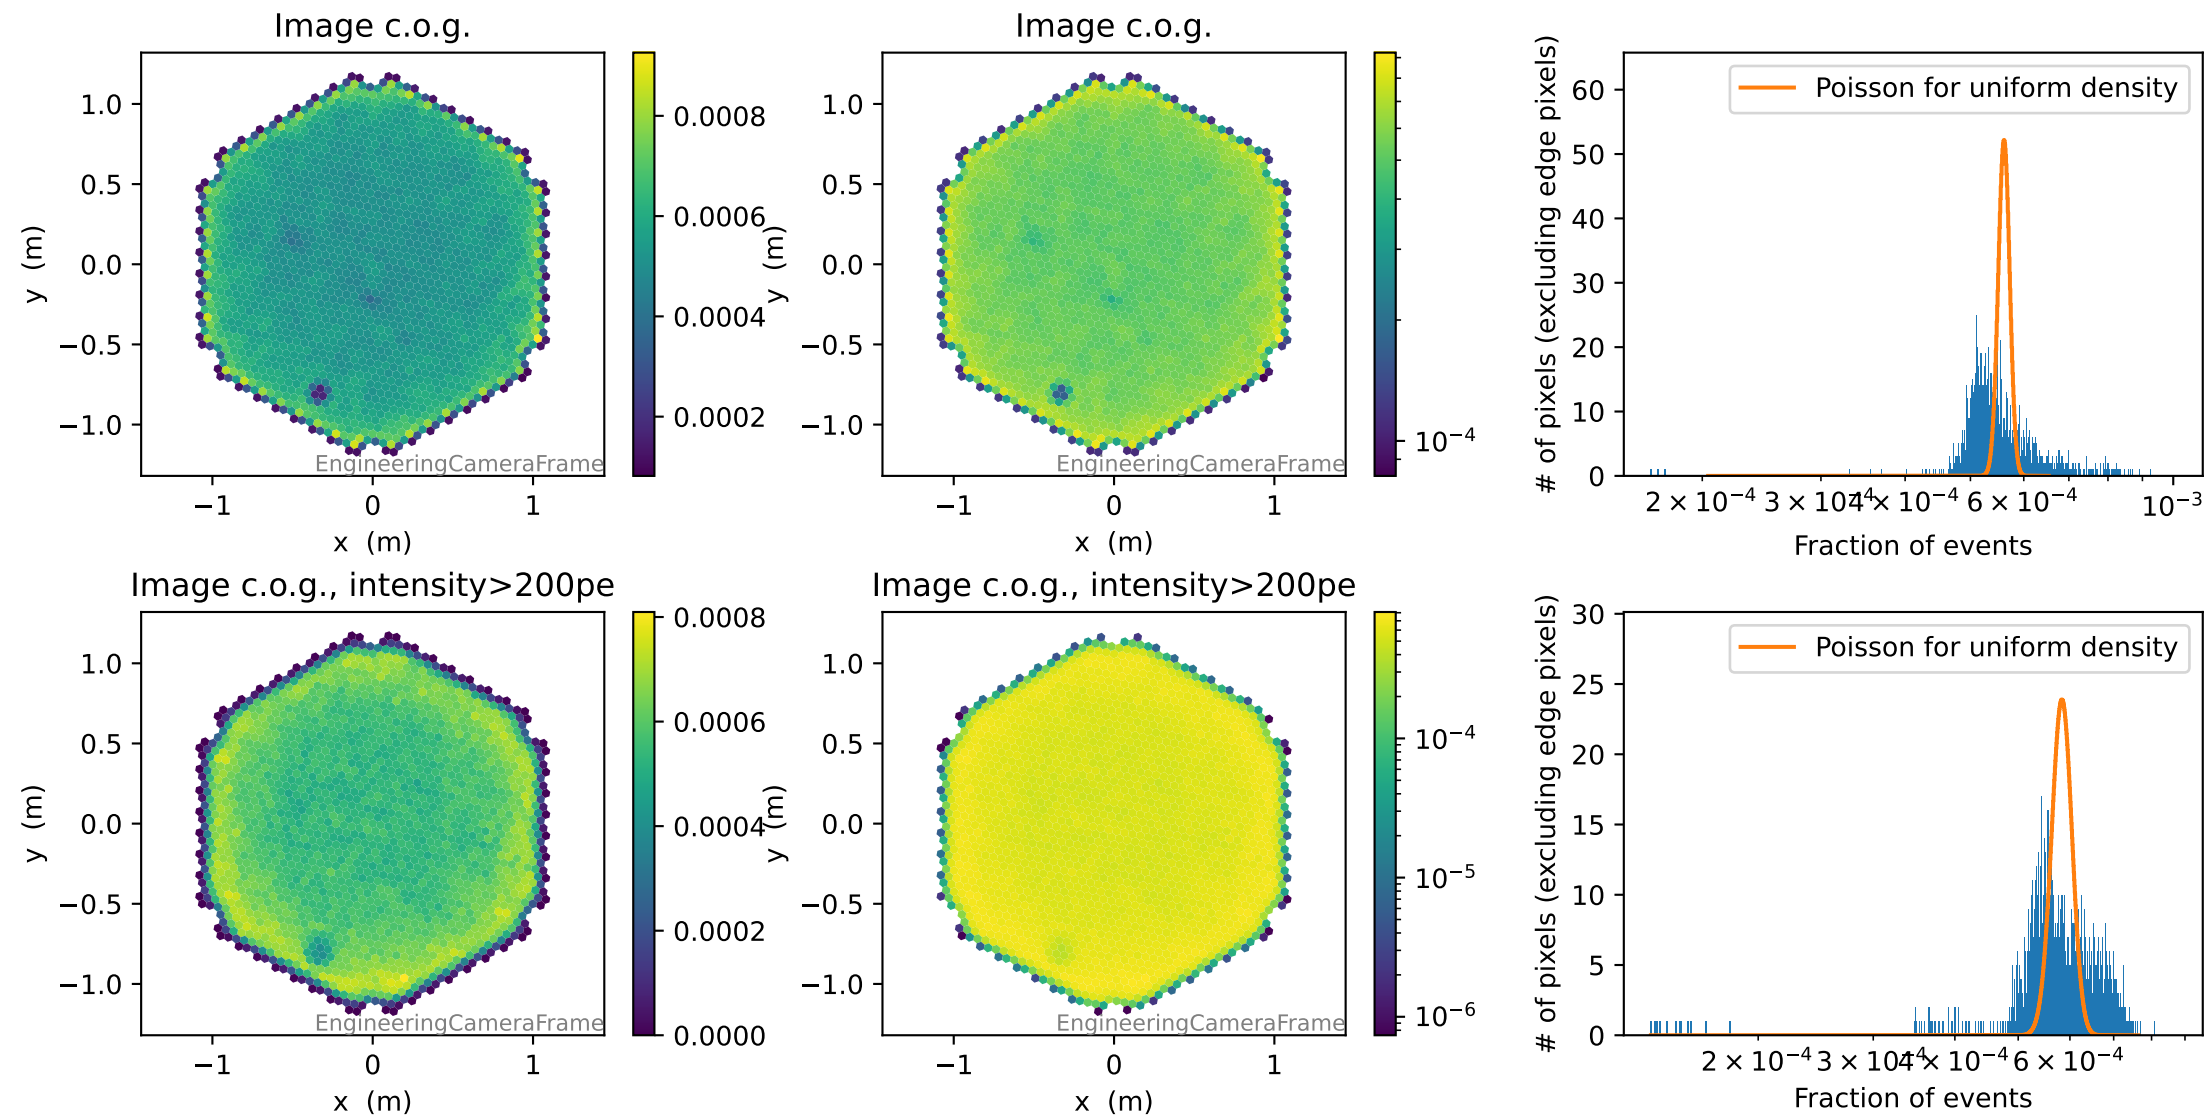 Image c.o.g.
1.0
0.5
0.0
−0.5
−1.0
y (m)
−1 0 1
x (m)
EngineeringCameraFrame
0.0008
0.0006
0.0004
0.0002
Image c.o.g.
1.0
0.5
0.0
−0.5
−1.0
y (m)
−1 0 1
x (m)
EngineeringCameraFrame
10⁻⁴
# of pixels (excluding edge pixels)
60
50
40
30
20
10
0
Poisson for uniform density
2 × 10⁻⁴ 3 × 10⁻⁴ 4 × 10⁻⁴ 6 × 10⁻⁴ 10⁻³
Fraction of events
Image c.o.g., intensity>200pe
1.0
0.5
0.0
−0.5
−1.0
y (m)
−1 0 1
x (m)
EngineeringCameraFrame
0.0008
0.0006
0.0004
0.0002
0.0000
Image c.o.g., intensity>200pe
1.0
0.5
0.0
−0.5
−1.0
y (m)
−1 0 1
x (m)
EngineeringCameraFrame
10⁻⁴
10⁻⁵
10⁻⁶
# of pixels (excluding edge pixels)
30
25
20
15
10
5
0
Poisson for uniform density
2 × 10⁻⁴ 3 × 10⁻⁴ 4 × 10⁻⁴ 6 × 10⁻⁴
Fraction of events